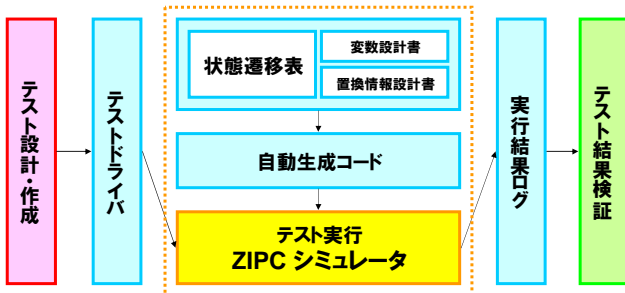 テスト設計・作成
テストドライバ
状態遷移表
変数設計書
置換情報設計書
自動生成コード
テスト実行
ZIPC シミュレータ
実行結果ログ
テスト結果検証